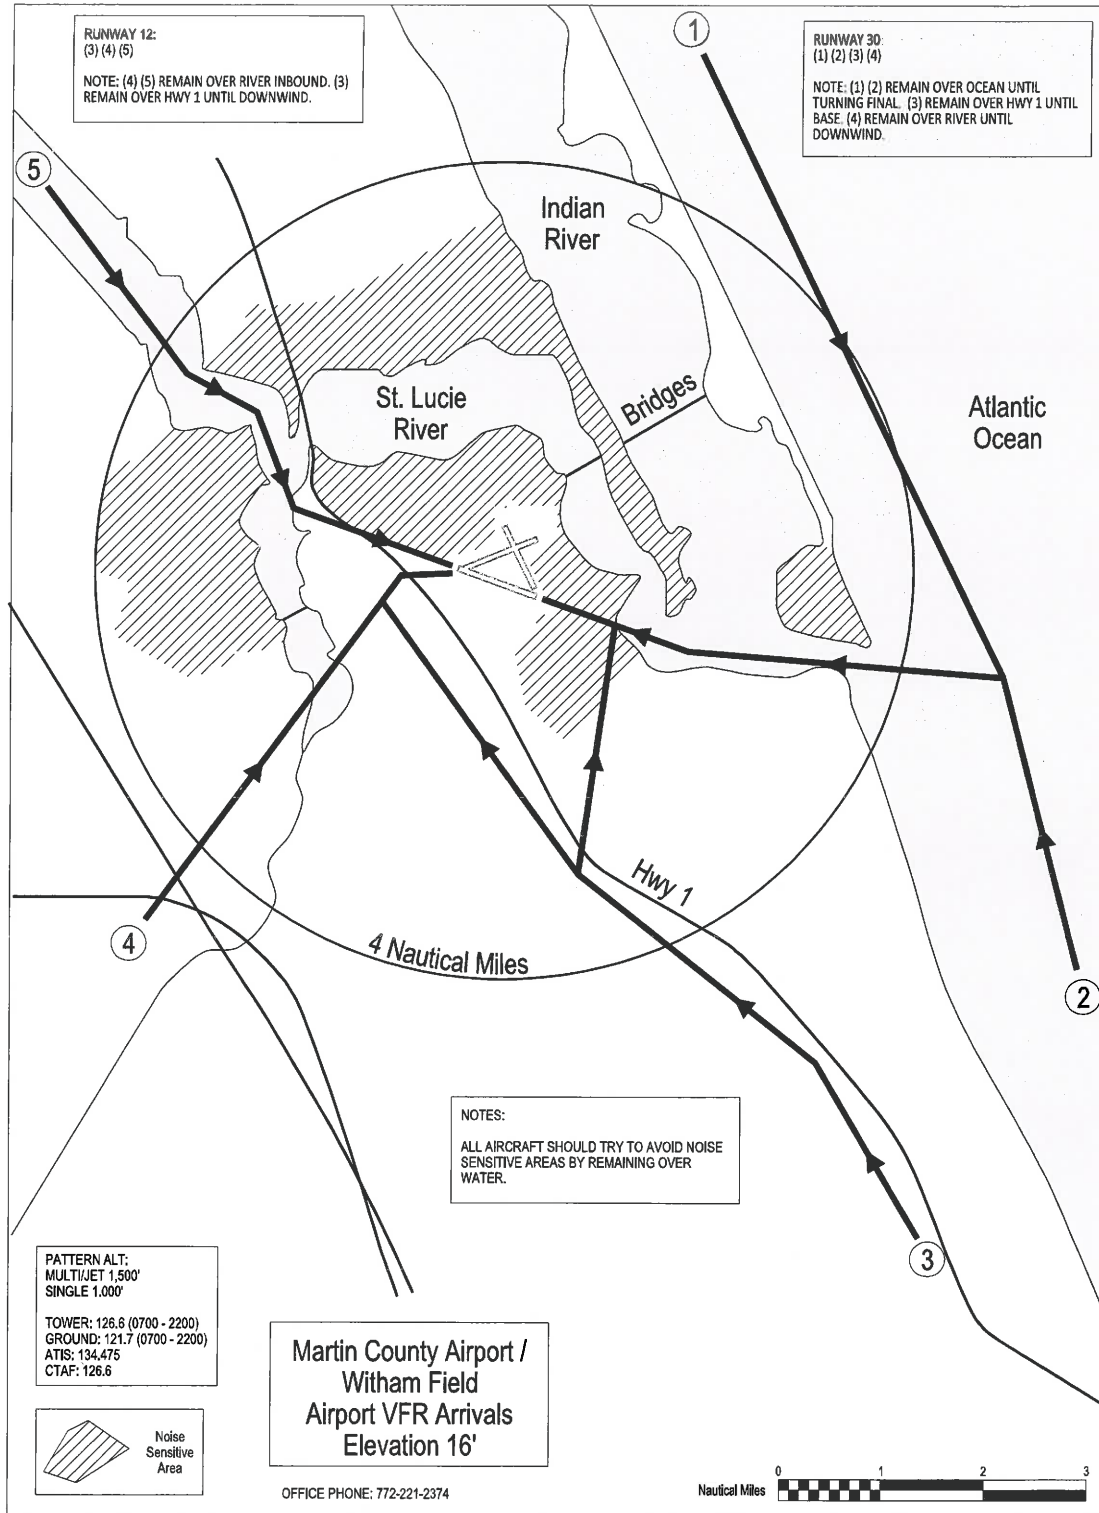 RUNWAY 12:
(3) (4) (5)
NOTE: (4) (5) REMAIN OVER RIVER INBOUND. (3)
REMAIN OVER HWY 1 UNTIL DOWNWIND.
1
RUNWAY 30:
(1) (2) (3) (4)
NOTE: (1) (2) REMAIN OVER OCEAN UNTIL
TURNING FINAL. (3) REMAIN OVER HWY 1 UNTIL
BASE. (4) REMAIN OVER RIVER UNTIL
DOWNWIND.
5
Indian
River
St. Lucie
River
Bridges
Atlantic
Ocean
Hwy 1
4
4 Nautical Miles
2
NOTES:
ALL AIRCRAFT SHOULD TRY TO AVOID NOISE
SENSITIVE AREAS BY REMAINING OVER
WATER.
3
PATTERN ALT:
MULTI/JET 1,500'
SINGLE 1.000'
TOWER: 126.6 (0700 - 2200)
GROUND: 121.7 (0700 - 2200)
ATIS: 134.475
CTAF: 126.6
Noise
Sensitive
Area
Martin County Airport /
Witham Field
Airport VFR Arrivals
Elevation 16'
OFFICE PHONE: 772-221-2374
Nautical Miles
0 1 2 3